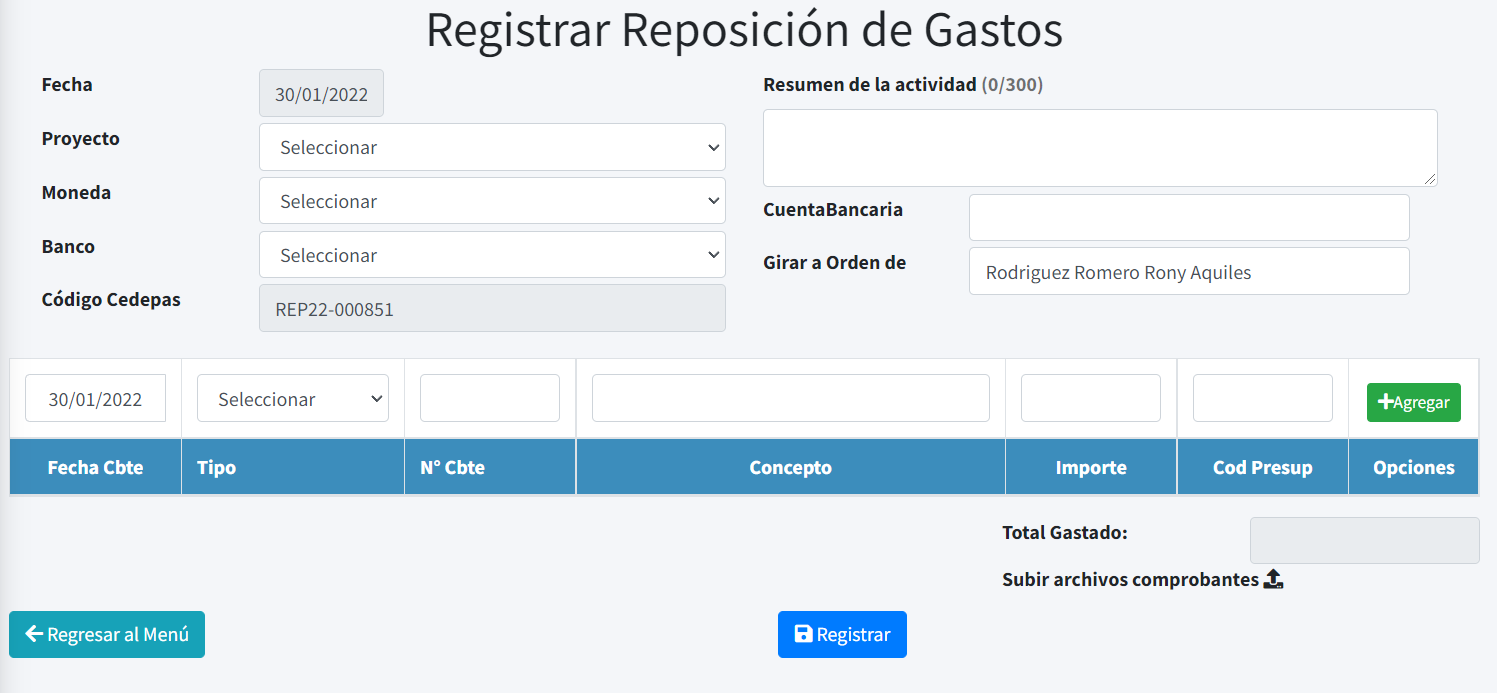 Registrar Reposición de Gastos
Fecha
30/01/2022
Proyecto
Seleccionar
Moneda
Seleccionar
Banco
Seleccionar
Código Cedepas
REP22-000851
Resumen de la actividad (0/300)
CuentaBancaria
Girar a Orden de
Rodriguez Romero Rony Aquiles
30/01/2022 Seleccionar Agregar
Fecha Cbte Tipo N° Cbte Concepto Importe Cod Presup Opciones
Total Gastado:
Subir archivos comprobantes
Regresar al Menú Registrar